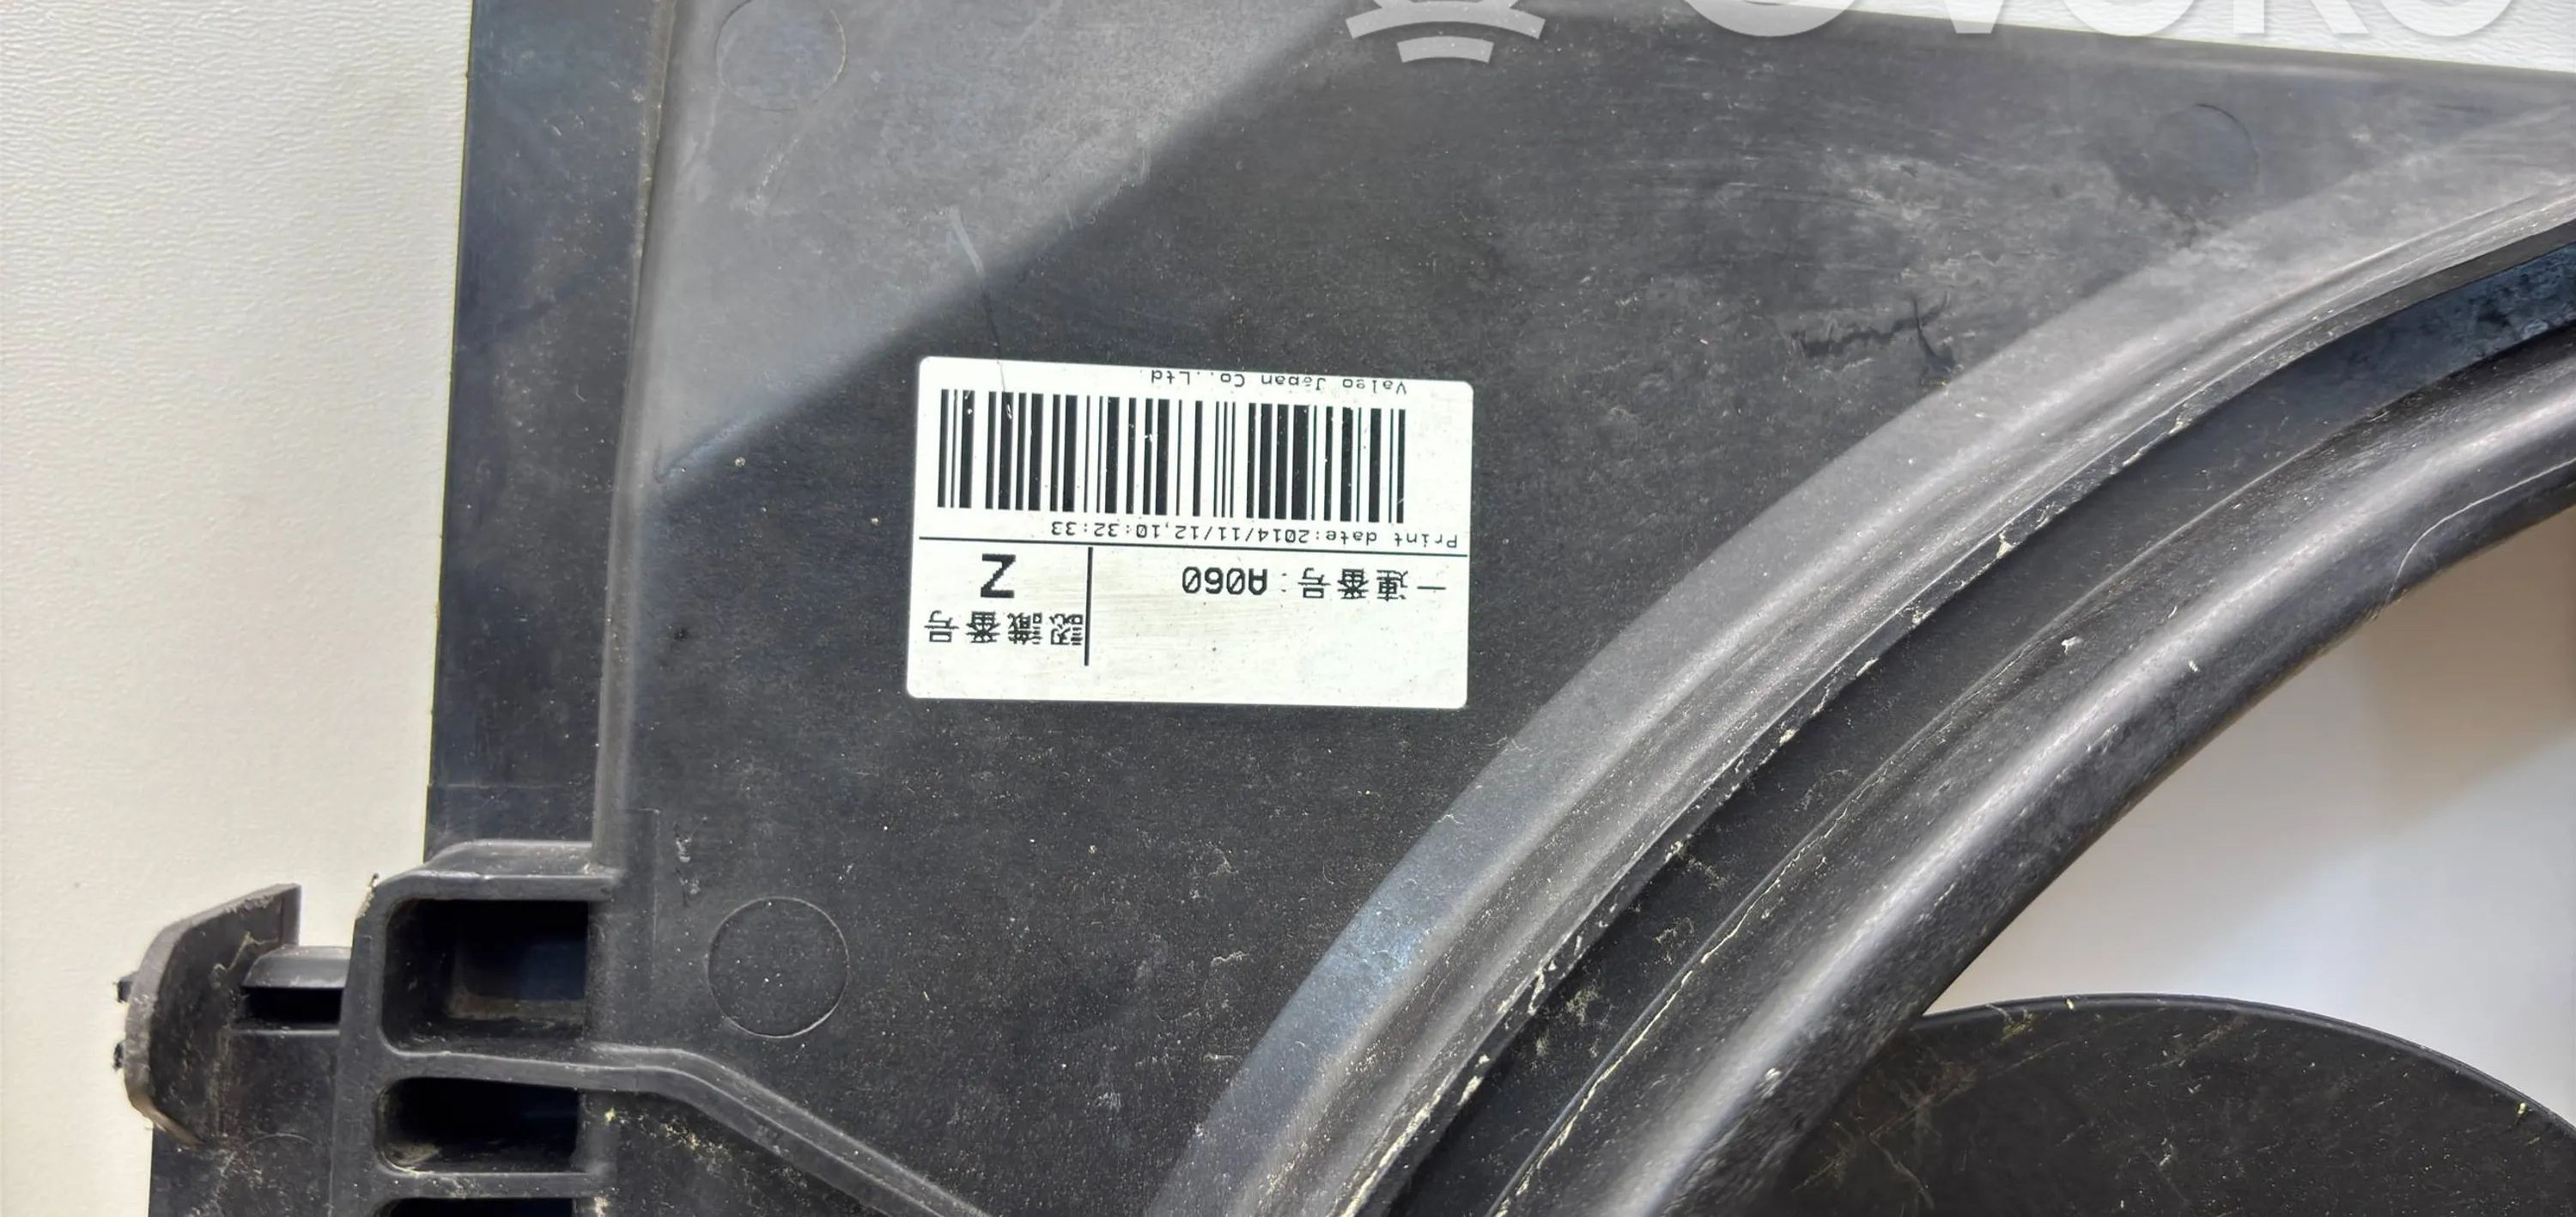 認識番号
一連番号:A060
Z
Print date:2014/11/12,10:32:33
Valeo Japan Co.,Ltd.